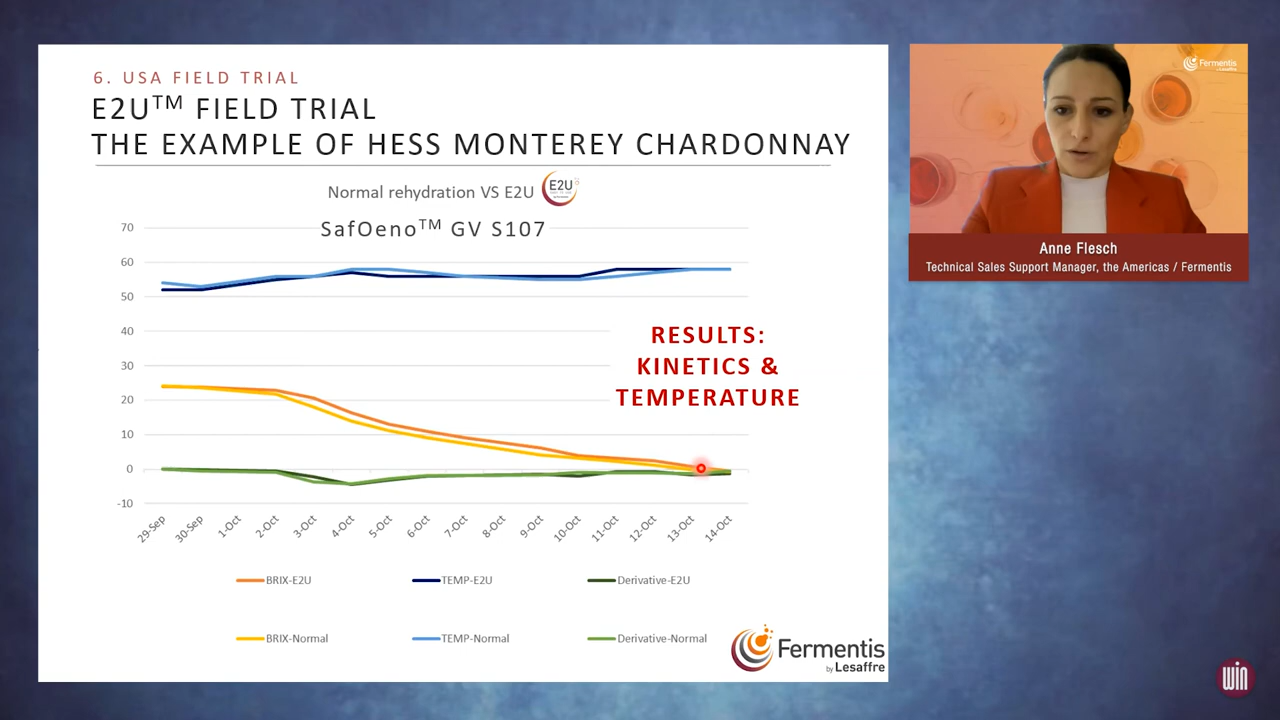 6. USA FIELD TRIAL
E2U™ FIELD TRIAL
THE EXAMPLE OF HESS MONTEREY CHARDONNAY
Normal rehydration VS E2U
E2U
SafOeno™ GV S107
70
60
50
40
30
20
10
0
-10
RESULTS:
KINETICS &
TEMPERATURE
29-Sep
30-Sep
1-Oct
2-Oct
3-Oct
4-Oct
5-Oct
6-Oct
7-Oct
8-Oct
9-Oct
10-Oct
11-Oct
12-Oct
13-Oct
14-Oct
BRIX-E2U
TEMP-E2U
Derivative-E2U
BRIX-Normal
TEMP-Normal
Derivative-Normal
Fermentis
by Lesaffre
Fermentis
by Lesaffre
Anne Flesch
Technical Sales Support Manager, the Americas / Fermentis
win